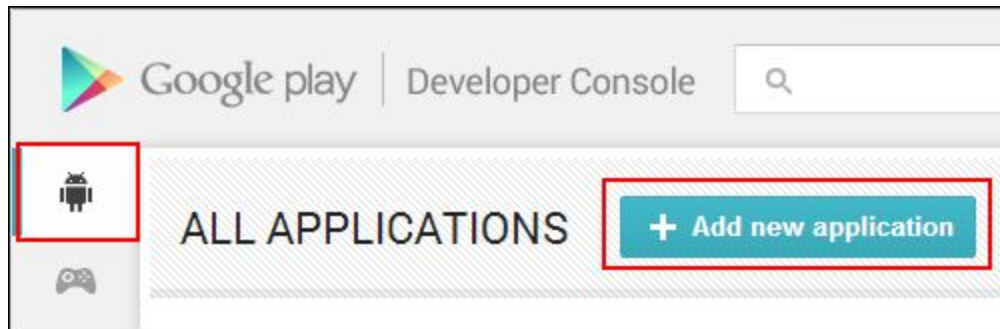 Google play Developer Console
ALL APPLICATIONS
Add new application